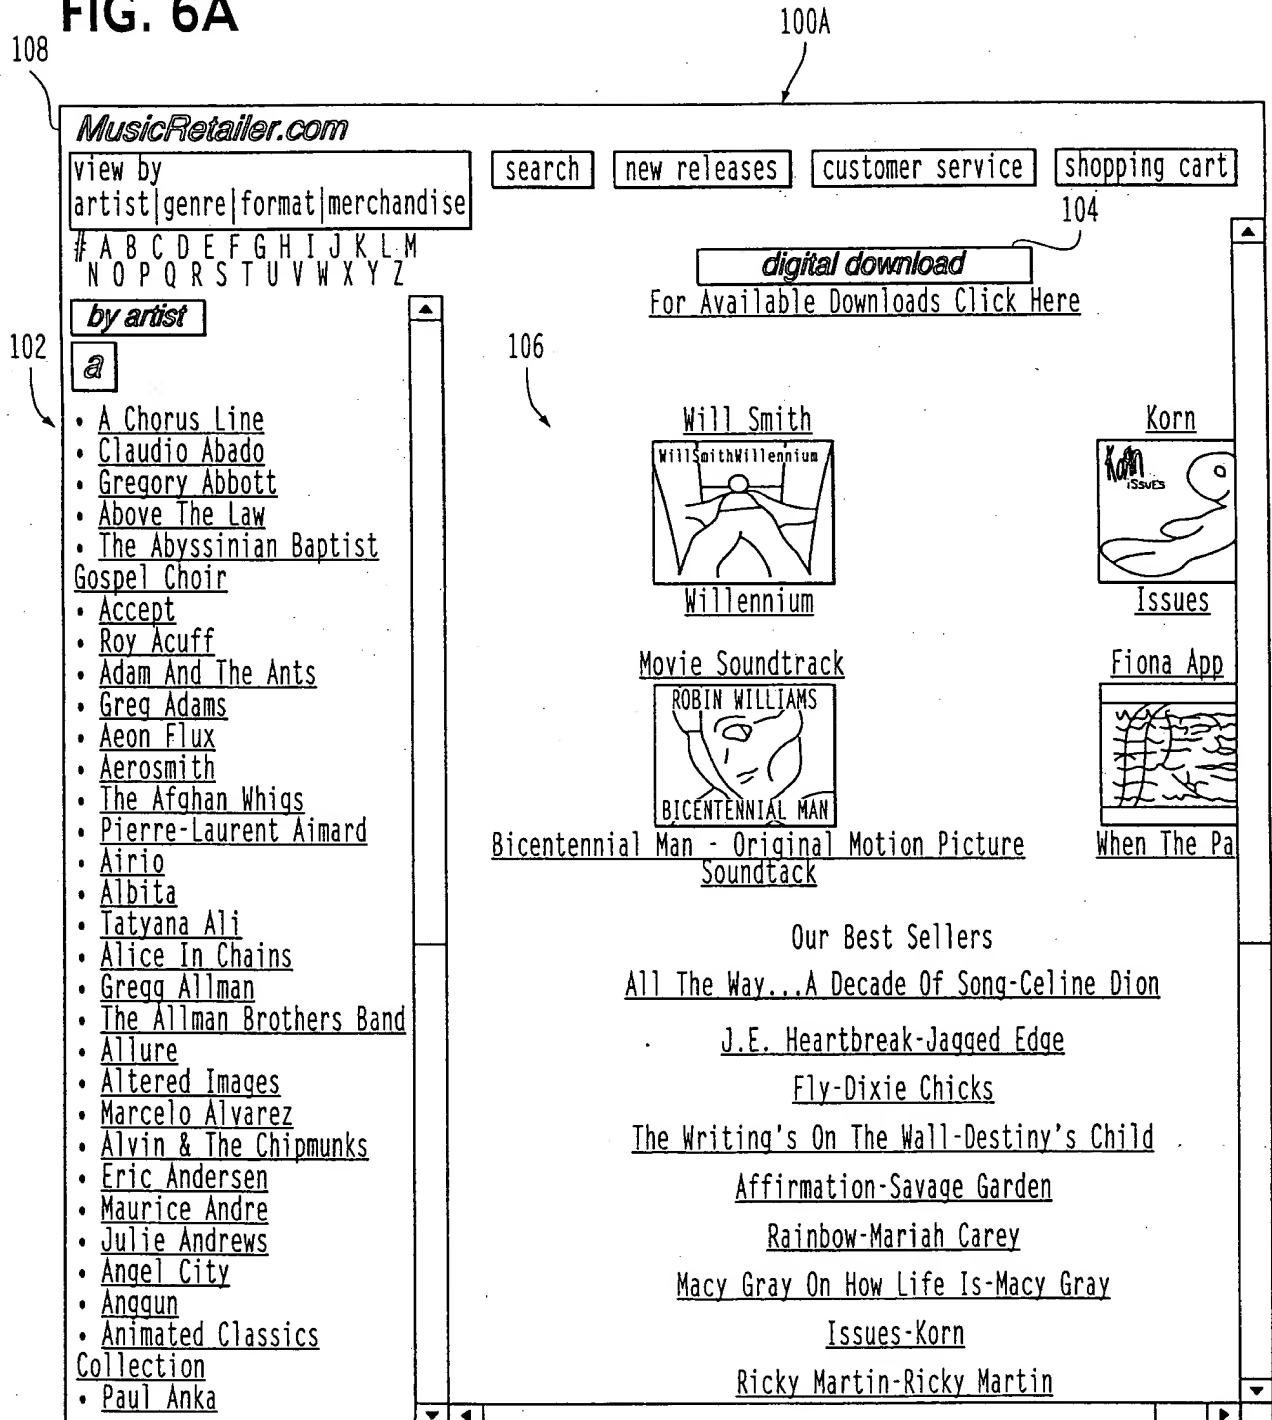 FIG. 6A
100A
108
MusicRetailer.com
view by
artist|genre|format|merchandise
search
new releases
customer service
shopping cart
# A B C D E F G H I J K L M
N O P Q R S T U V W X Y Z
104
digital download
For Available Downloads Click Here
by artist
a
102
• A Chorus Line
• Claudio Abado
• Gregory Abbott
• Above The Law
• The Abyssinian Baptist
Gospel Choir
• Accept
• Roy Acuff
• Adam And The Ants
• Greg Adams
• Aeon Flux
• Aerosmith
• The Afghan Whigs
• Pierre-Laurent Aimard
• Airio
• Albita
• Tatyana Ali
• Alice In Chains
• Gregg Allman
• The Allman Brothers Band
• Allure
• Altered Images
• Marcelo Alvarez
• Alvin & The Chipmunks
• Eric Andersen
• Maurice Andre
• Julie Andrews
• Angel City
• Anggun
• Animated Classics
Collection
• Paul Anka
106
Will Smith
WillSmithWillennium
Willennium
Korn
Korn
ISSUES
Issues
Movie Soundtrack
ROBIN WILLIAMS
BICENTENNIAL MAN
Bicentennial Man - Original Motion Picture
Soundtack
Fiona App
When The Pa
Our Best Sellers
All The Way...A Decade Of Song-Celine Dion
J.E. Heartbreak-Jagged Edge
Fly-Dixie Chicks
The Writing's On The Wall-Destiny's Child
Affirmation-Savage Garden
Rainbow-Mariah Carey
Macy Gray On How Life Is-Macy Gray
Issues-Korn
Ricky Martin-Ricky Martin